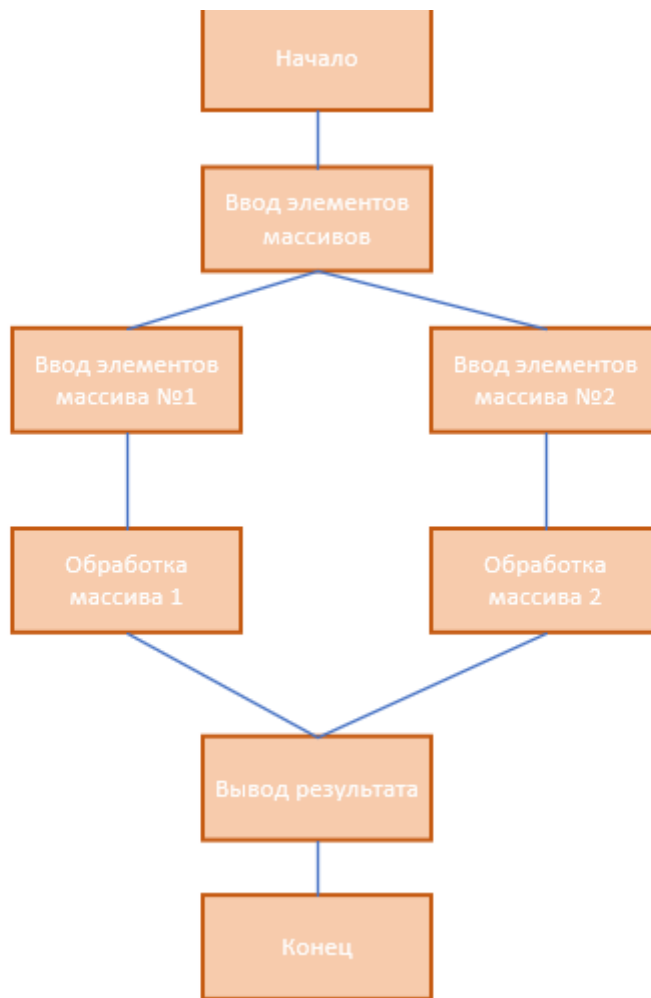 Начало
Ввод элементов
массивов
Ввод элементов
массива №1
Ввод элементов
массива №2
Обработка
массива 1
Обработка
массива 2
Вывод результата
Конец